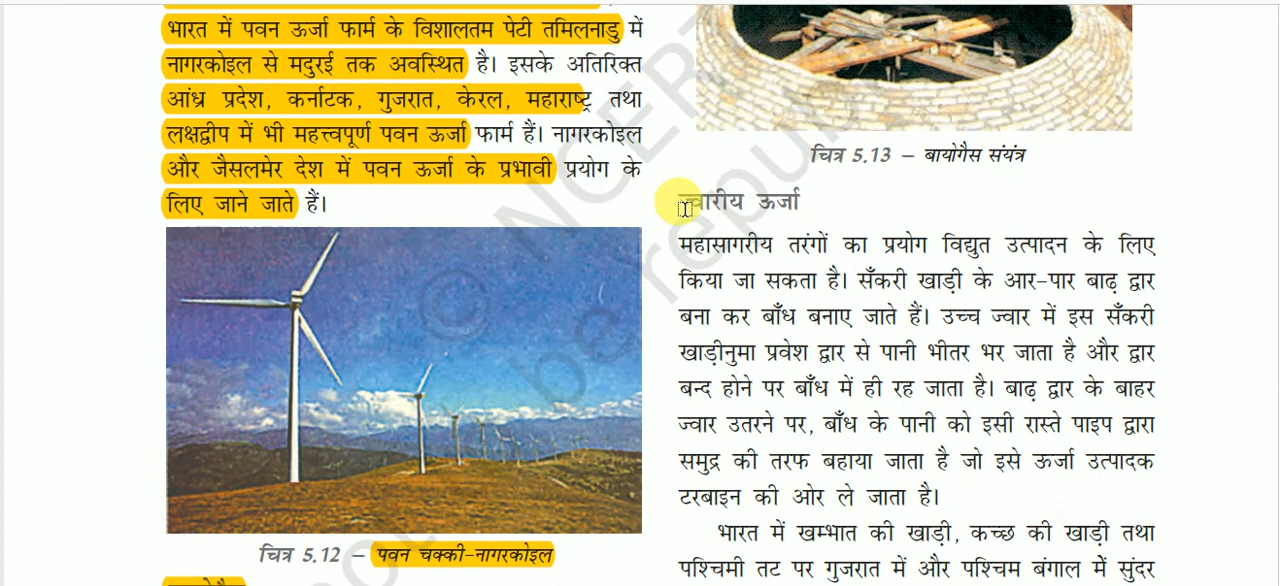 भारत में पवन ऊर्जा फार्म के विशालतम पेटी तमिलनाडु में
नागरकोइल से मदुरई तक अवस्थित है। इसके अतिरिक्त
आंध्र प्रदेश, कर्नाटक, गुजरात, केरल, महाराष्ट्र तथा
लक्षद्वीप में भी महत्त्वपूर्ण पवन ऊर्जा फार्म हैं। नागरकोइल
और जैसलमेर देश में पवन ऊर्जा के प्रभावी प्रयोग के
लिए जाने जाते हैं।
चित्र 5.12 – पवन चक्की-नागरकोइल
चित्र 5.13 – बायोगैस संयंत्र
ज्वारीय ऊर्जा
महासागरीय तरंगों का प्रयोग विद्युत उत्पादन के लिए
किया जा सकता है। सँकरी खाड़ी के आर-पार बाढ़ द्वार
बना कर बाँध बनाए जाते हैं। उच्च ज्वार में इस सँकरी
खाड़ीनुमा प्रवेश द्वार से पानी भीतर भर जाता है और द्वार
बन्द होने पर बाँध में ही रह जाता है। बाढ़ द्वार के बाहर
ज्वार उतरने पर, बाँध के पानी को इसी रास्ते पाइप द्वारा
समुद्र की तरफ बहाया जाता है जो इसे ऊर्जा उत्पादक
टरबाइन की ओर ले जाता है।
भारत में खम्भात की खाड़ी, कच्छ की खाड़ी तथा
पश्चिमी तट पर गुजरात में और पश्चिम बंगाल में सुंदर
© NCERT
be repu